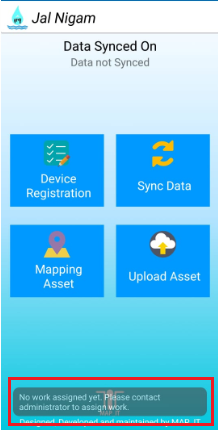 Jal Nigam
Data Synced On
Data not Synced
Device
Registration
Sync Data
Mapping
Asset
Upload Asset
No work assigned yet. Please contact
administrator to assign work.
Designed, Developed and maintained by MAP_IT